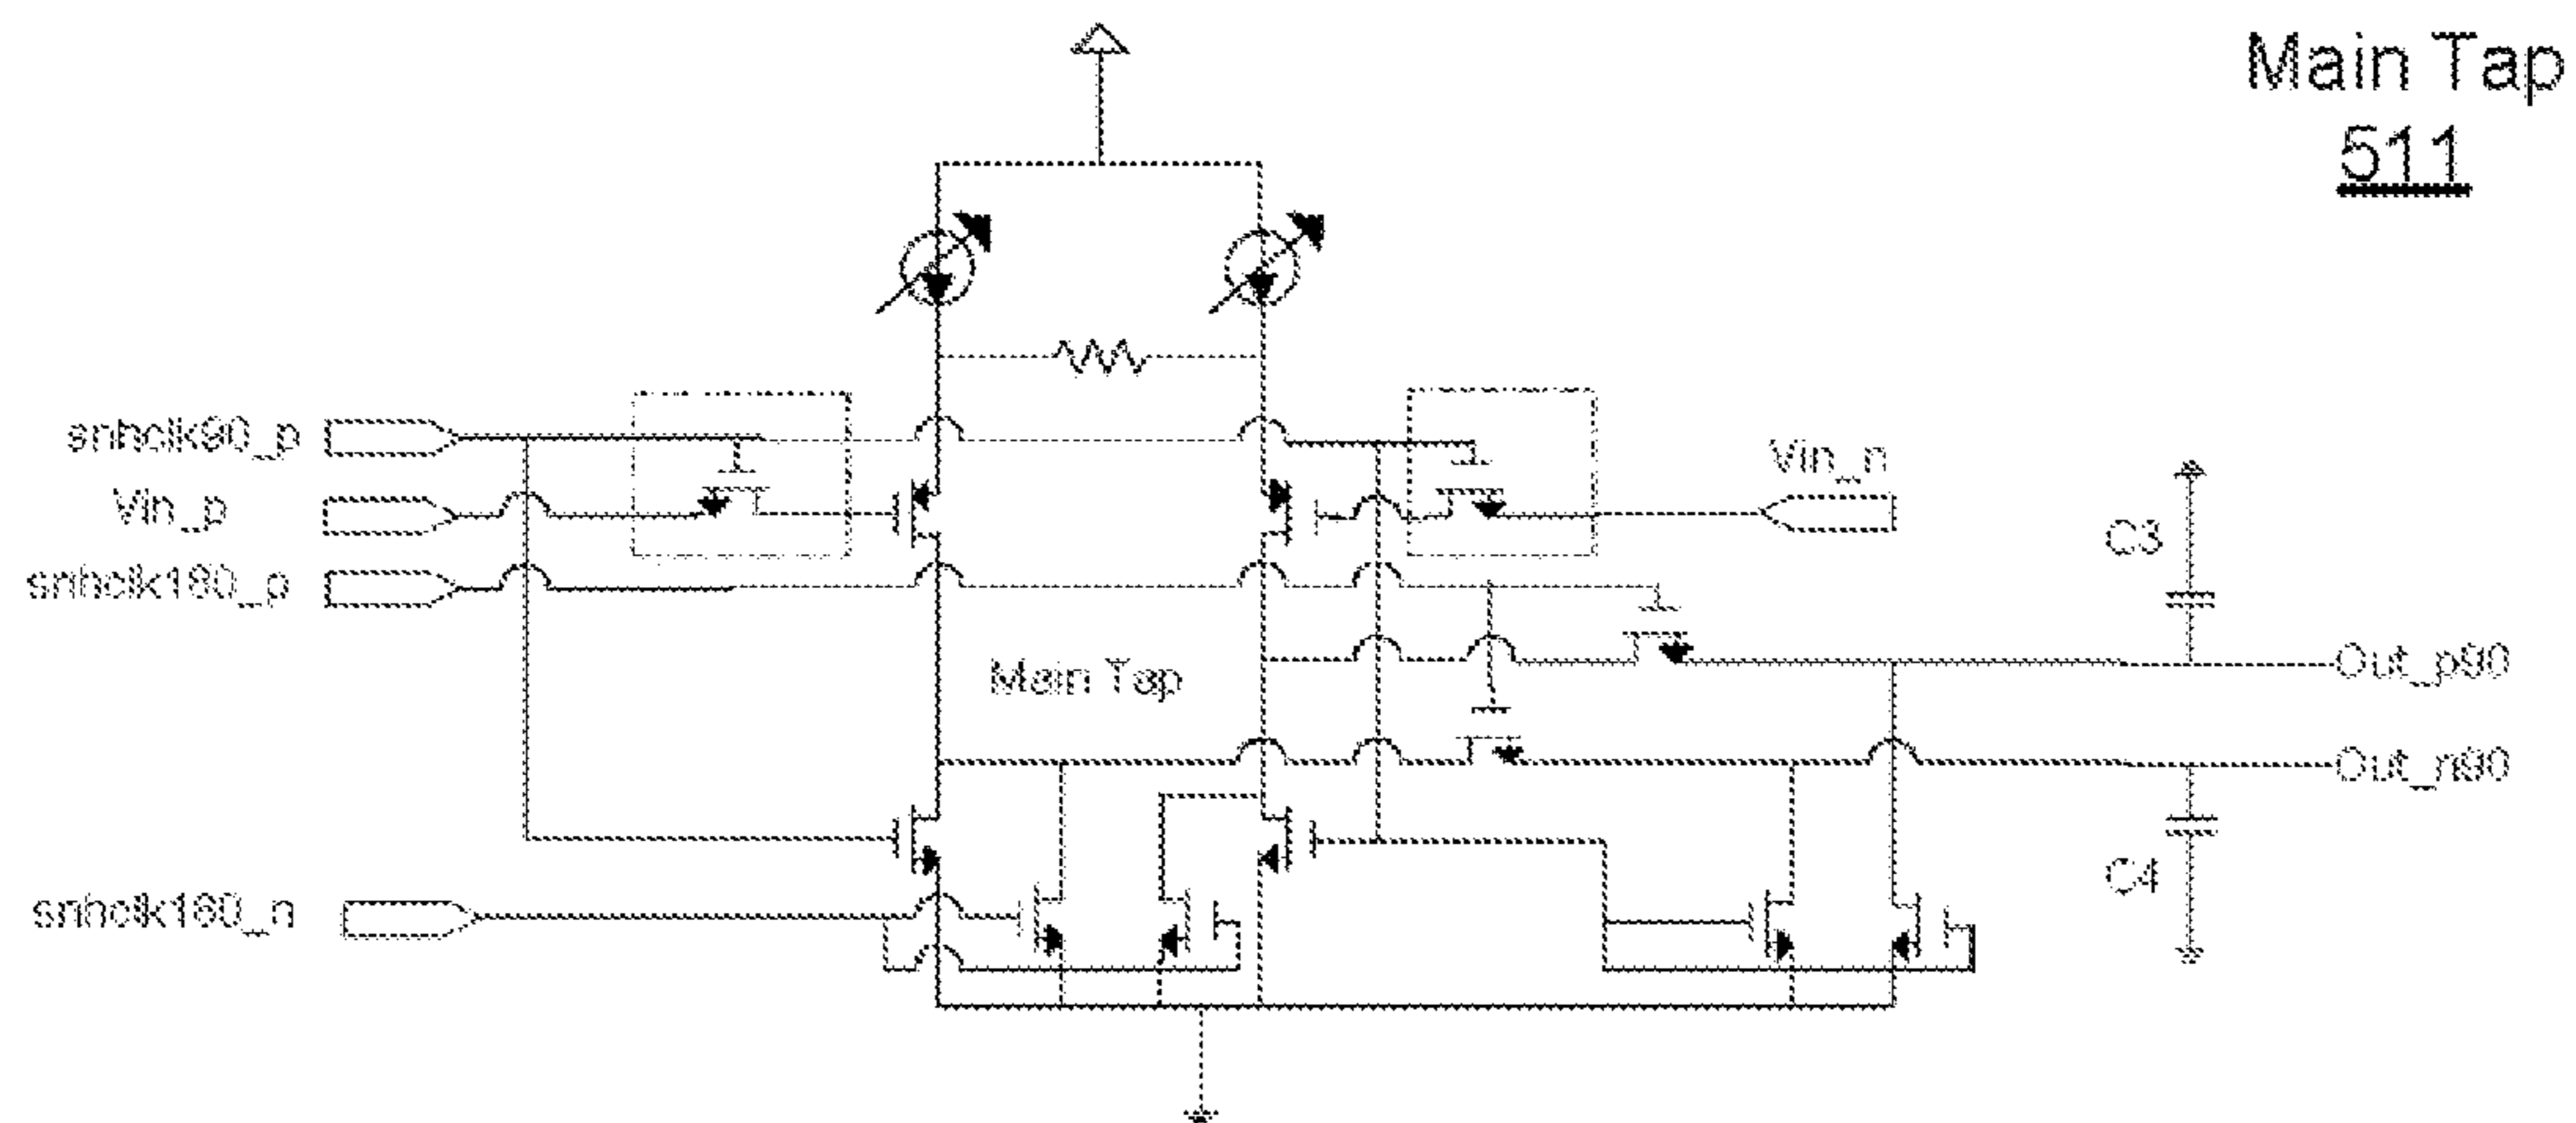 Main Tap
511
snhclk90_p
Vin_p
snhclk180_p
Vin_n
C3
Out_p90
Main Tap
Out_n90
C4
snhclk180_n